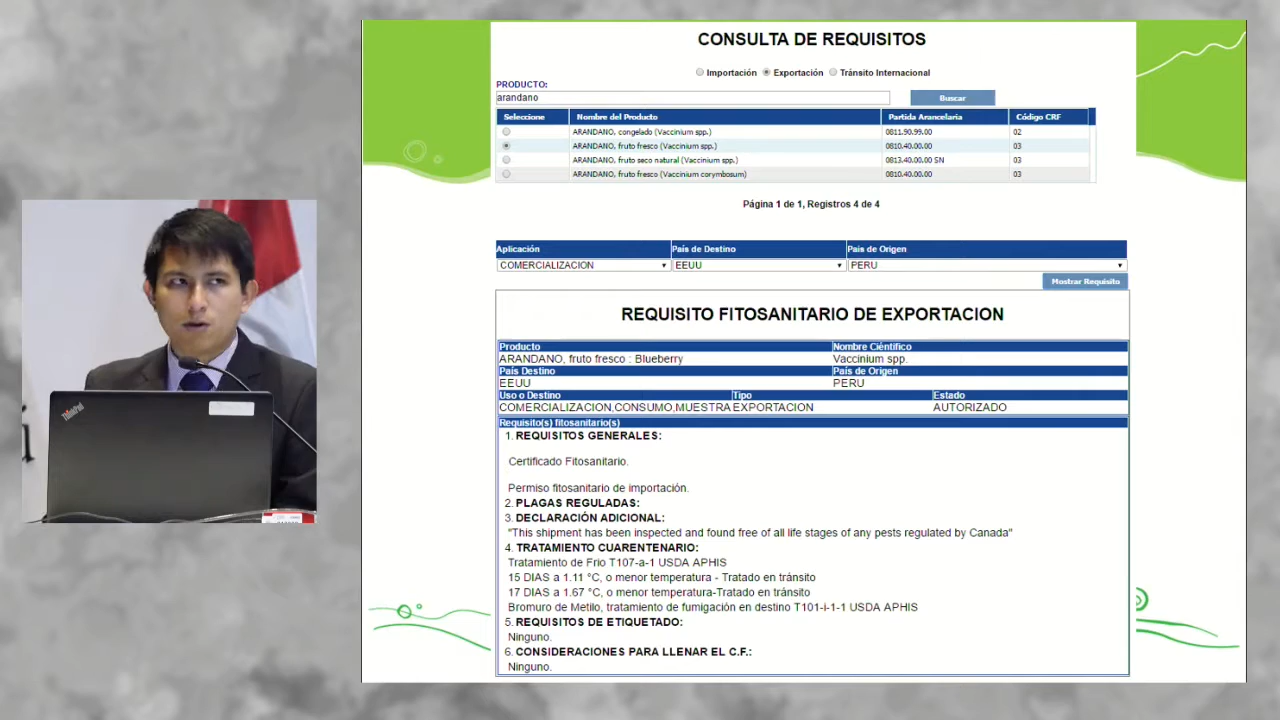 CONSULTA DE REQUISITOS
Importación Exportación Tránsito Internacional
PRODUCTO:
arandano Buscar
Seleccione Nombre del Producto Partida Arancelaria Código CRF
ARANDANO, congelado (Vaccinium spp.) 0811.90.99.00 02
ARANDANO, fruto fresco (Vaccinium spp.) 0810.40.00.00 03
ARANDANO, fruto seco natural (Vaccinium spp.) 0813.40.00.00 SN 03
ARANDANO, fruto fresco (Vaccinium corymbosum) 0810.40.00.00 03
Página 1 de 1, Registros 4 de 4
Aplicación País de Destino Pais de Origen
COMERCIALIZACION EEUU PERU
Mostrar Requisito
REQUISITO FITOSANITARIO DE EXPORTACION
Producto Nombre Ciéntifico
ARANDANO, fruto fresco : Blueberry Vaccinium spp.
País Destino País de Origen
EEUU PERU
Uso o Destino Tipo Estado
COMERCIALIZACION,CONSUMO,MUESTRA EXPORTACION AUTORIZADO
Requisito(s) fitosanitario(s)
1. REQUISITOS GENERALES:
Certificado Fitosanitario.
Permiso fitosanitario de importación.
2. PLAGAS REGULADAS:
3. DECLARACIÓN ADICIONAL:
"This shipment has been inspected and found free of all life stages of any pests regulated by Canada"
4. TRATAMIENTO CUARENTENARIO:
Tratamiento de Frio T107-a-1 USDA APHIS
15 DIAS a 1.11 °C, o menor temperatura - Tratado en tránsito
17 DIAS a 1.67 °C, o menor temperatura-Tratado en tránsito
Bromuro de Metilo, tratamiento de fumigación en destino T101-i-1-1 USDA APHIS
5. REQUISITOS DE ETIQUETADO:
Ninguno.
6. CONSIDERACIONES PARA LLENAR EL C.F.:
Ninguno.
ThinkPad